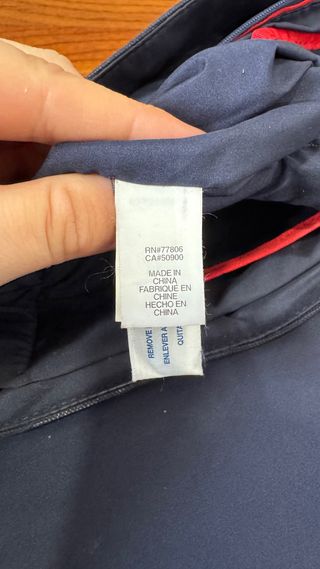 RN#77806
CA#50900
MADE IN
CHINA
FABRIQUE EN
CHINE
HECHO EN
CHINA
REMOVE
ENLEVER A
QUITA